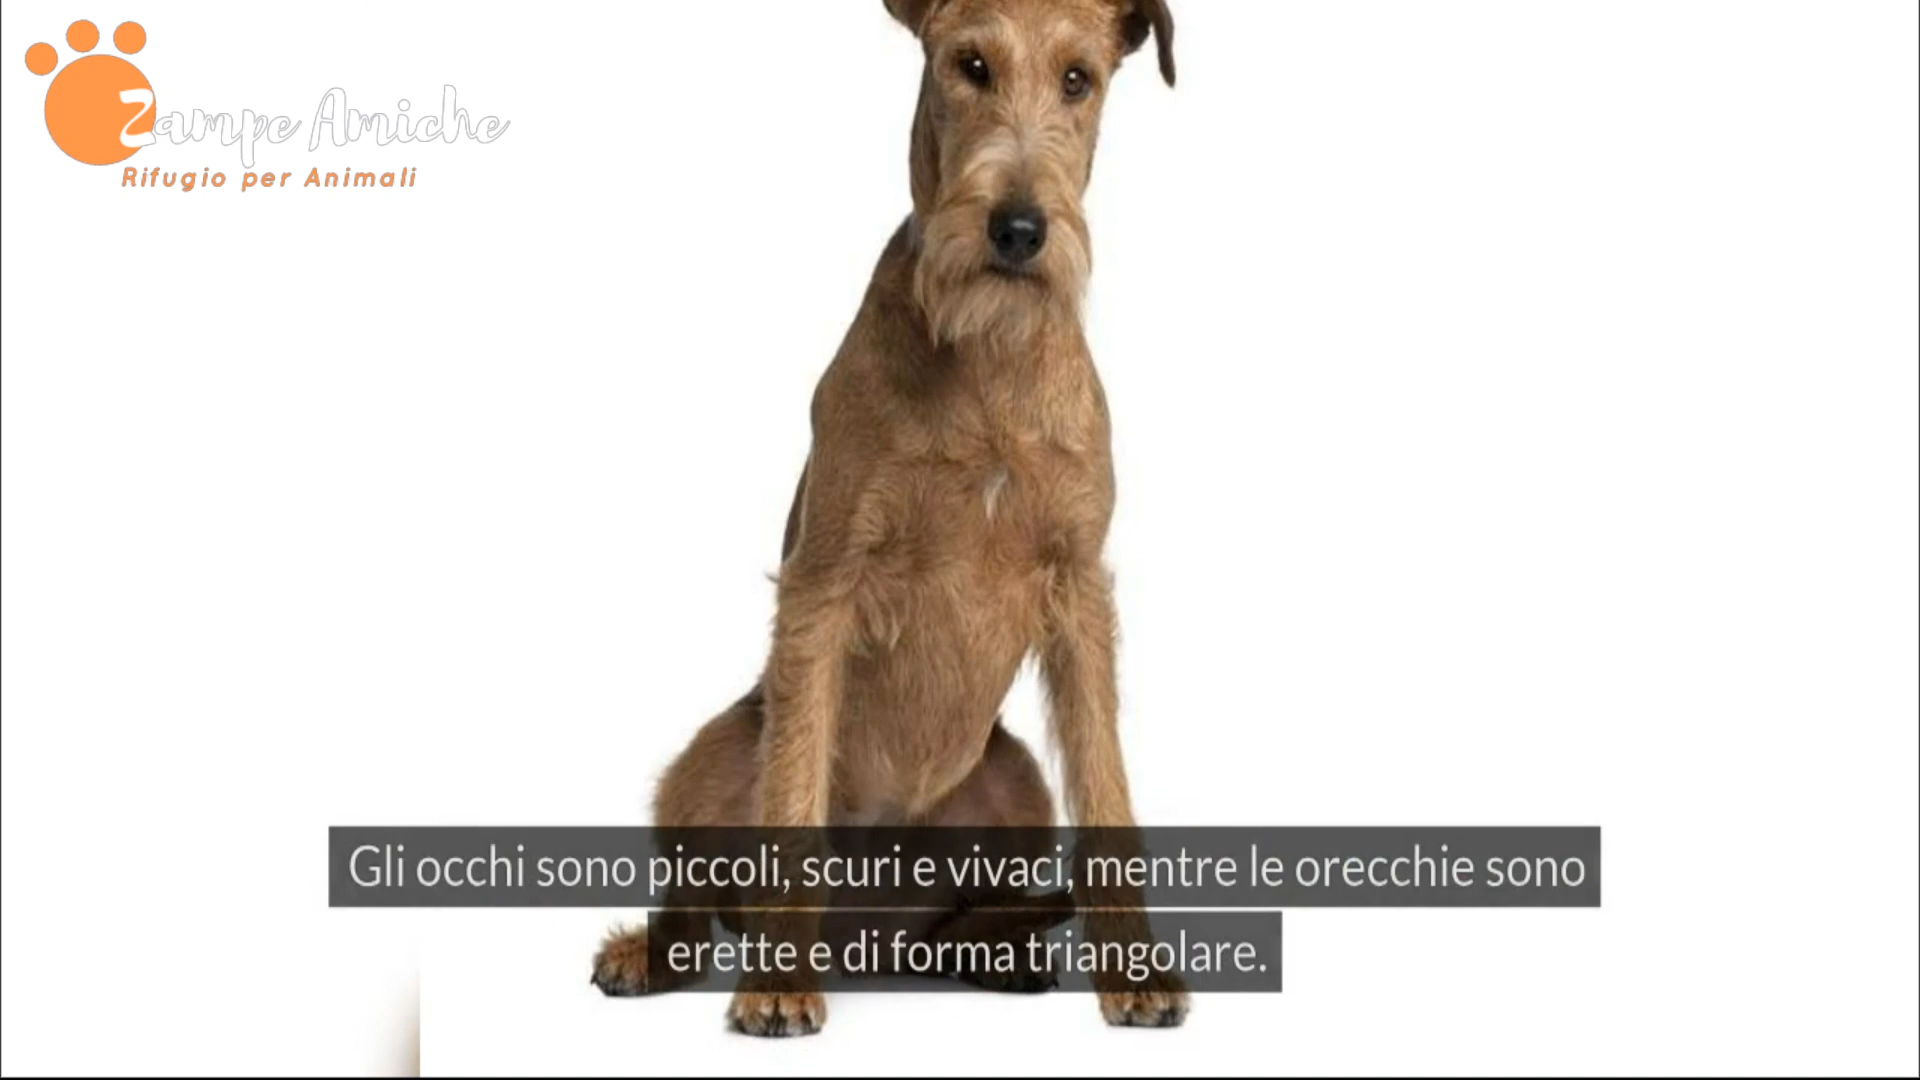 Zampe Amiche
Rifugio per Animali
Gli occhi sono piccoli, scuri e vivaci, mentre le orecchie sono
erette e di forma triangolare.